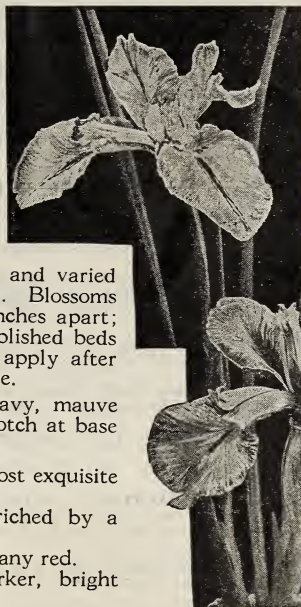 and varied
. Blossoms
nches apart;
blished beds
apply after
e.
avy, mauve
otch at base
ost exquisite
riched by a
any red.
rker, bright